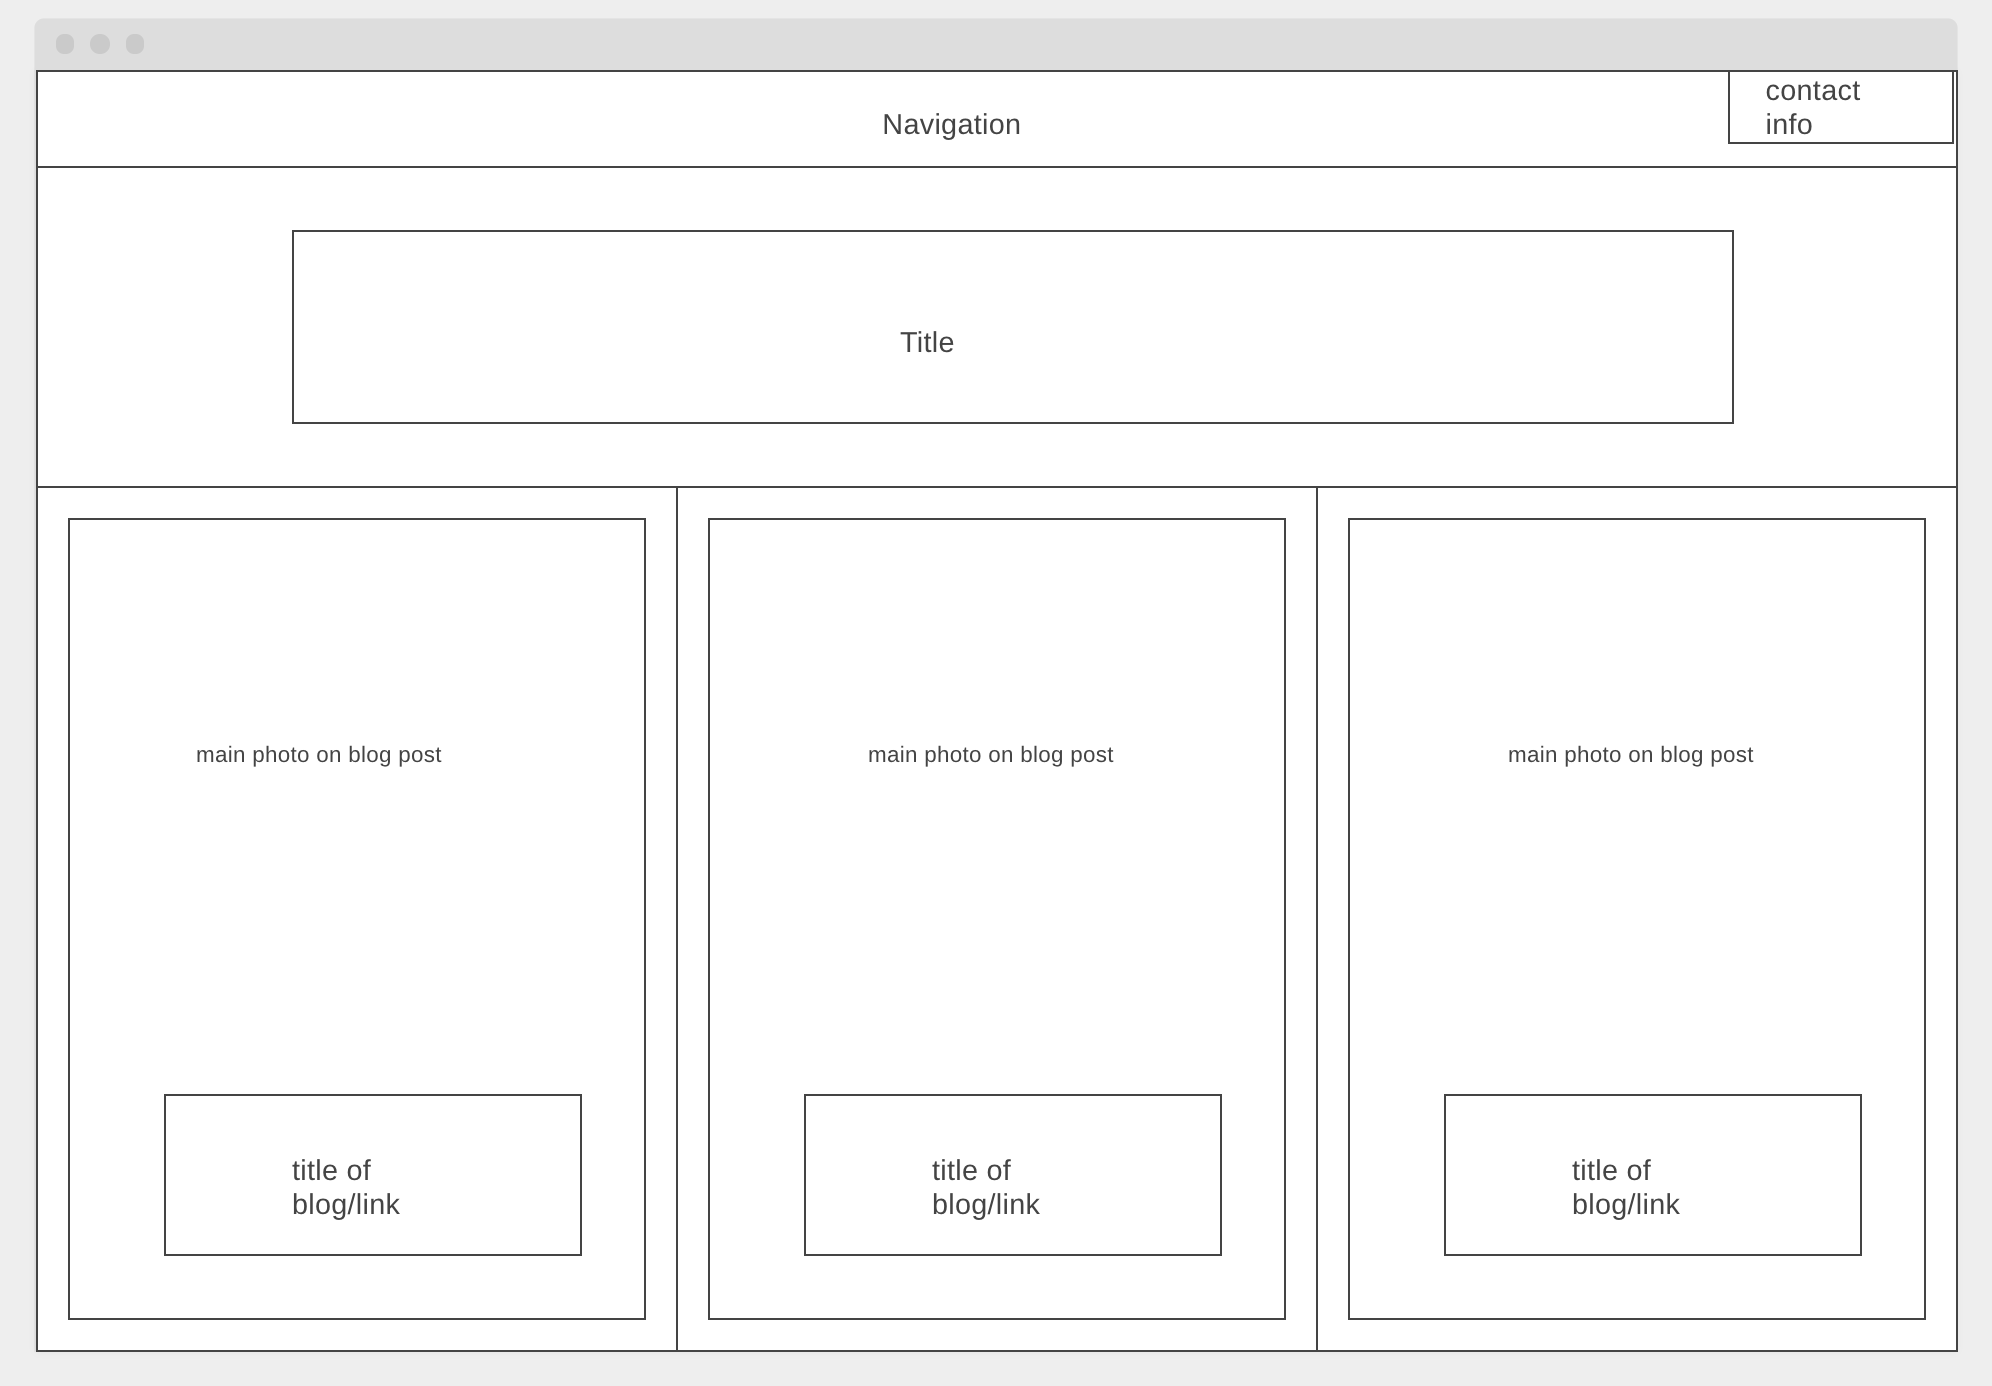 contact
info
Navigation
Title
main photo on blog post
main photo on blog post
main photo on blog post
title of
blog/link
title of
blog/link
title of
blog/link